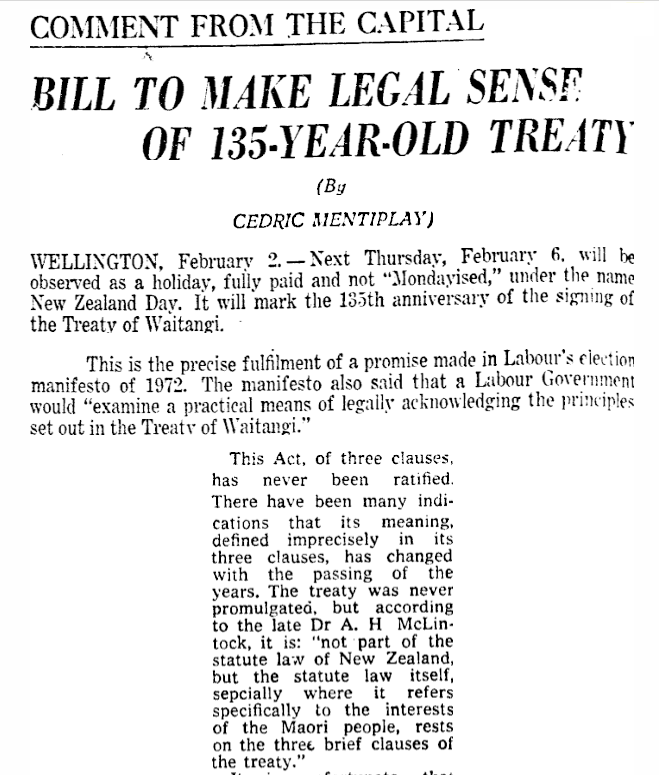 COMMENT FROM THE CAPITAL
BILL TO MAKE LEGAL SENSE
OF 135-YEAR-OLD TREATY
(By
CEDRIC MENTIPLAY)
WELLINGTON, February 2. — Next Thursday, February 6, will be
observed as a holiday, fully paid and not “Mondayised,” under the name
New Zealand Day. It will mark the 135th anniversary of the signing of
the Treaty of Waitangi.
This is the precise fulfilment of a promise made in Labour’s election
manifesto of 1972. The manifesto also said that a Labour Government
would “examine a practical means of legally acknowledging the principles
set out in the Treaty of Waitangi.”
This Act, of three clauses,
has never been ratified.
There have been many indi-
cations that its meaning,
defined imprecisely in its
three clauses, has changed
with the passing of the
years. The treaty was never
promulgated, but according
to the late Dr A. H McLin-
tock, it is: “not part of the
statute law of New Zealand,
but the statute law itself,
sepcially where it refers
specifically to the interests
of the Maori people, rests
on the three brief clauses of
the treaty.”